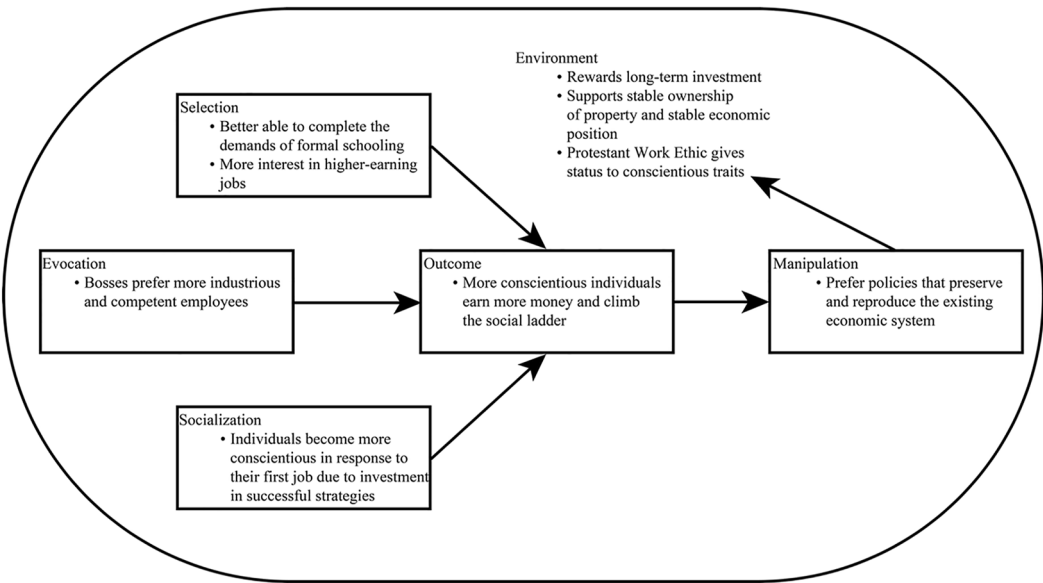 Environment
• Rewards long-term investment
• Supports stable ownership
of property and stable economic
position
• Protestant Work Ethic gives
status to conscientious traits
Selection
• Better able to complete the
demands of formal schooling
• More interest in higher-earning
jobs
Evocation
• Bosses prefer more industrious
and competent employees
Outcome
• More conscientious individuals
earn more money and climb
the social ladder
Manipulation
• Prefer policies that preserve
and reproduce the existing
economic system
Socialization
• Individuals become more
conscientious in response to
their first job due to investment
in successful strategies